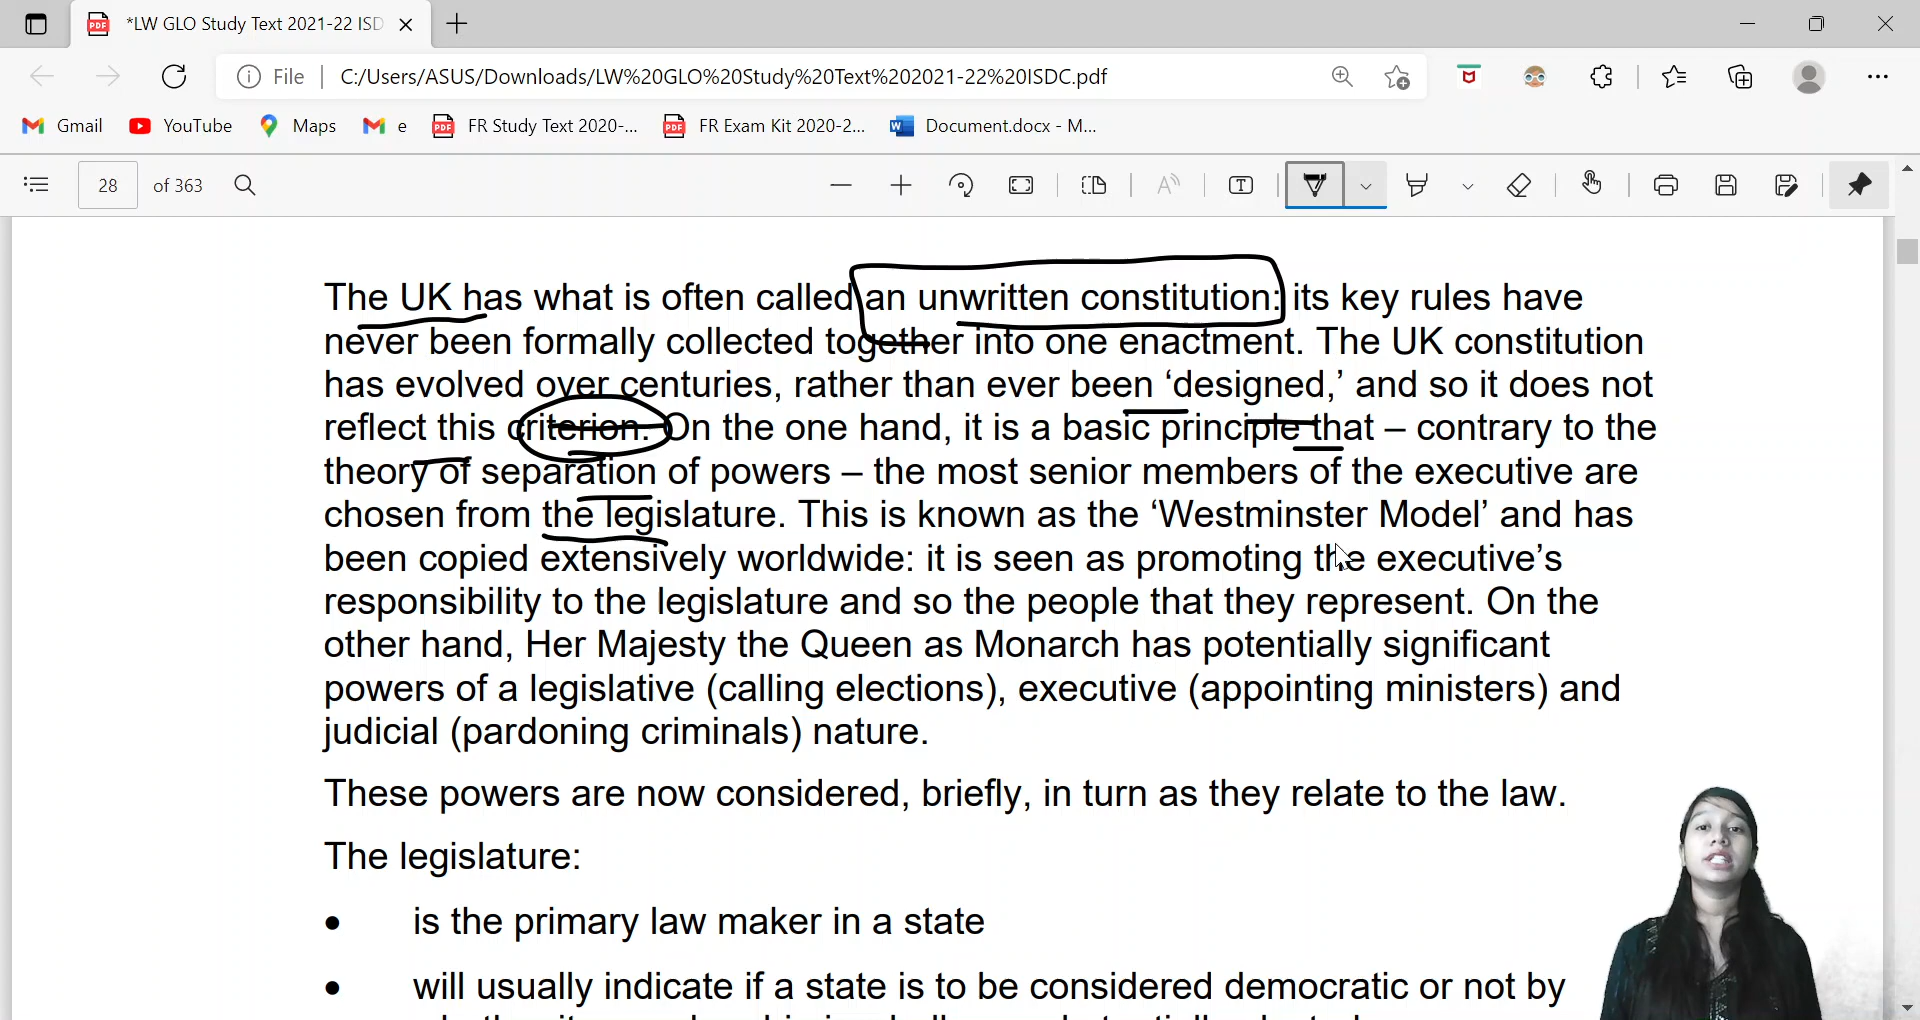 *LW GLO Study Text 2021-22 ISD
File
C:/Users/ASUS/Downloads/LW%20GLO%20Study%20Text%202021-22%20ISDC.pdf
Gmail YouTube Maps e FR Study Text 2020-... FR Exam Kit 2020-2... Document.docx - M...
28 of 363
The UK has what is often called an unwritten constitution: its key rules have
never been formally collected together into one enactment. The UK constitution
has evolved over centuries, rather than ever been ‘designed,’ and so it does not
reflect this criterion. On the one hand, it is a basic principle that – contrary to the
theory of separation of powers – the most senior members of the executive are
chosen from the legislature. This is known as the ‘Westminster Model’ and has
been copied extensively worldwide: it is seen as promoting the executive’s
responsibility to the legislature and so the people that they represent. On the
other hand, Her Majesty the Queen as Monarch has potentially significant
powers of a legislative (calling elections), executive (appointing ministers) and
judicial (pardoning criminals) nature.
These powers are now considered, briefly, in turn as they relate to the law.
The legislature:
• is the primary law maker in a state
• will usually indicate if a state is to be considered democratic or not by